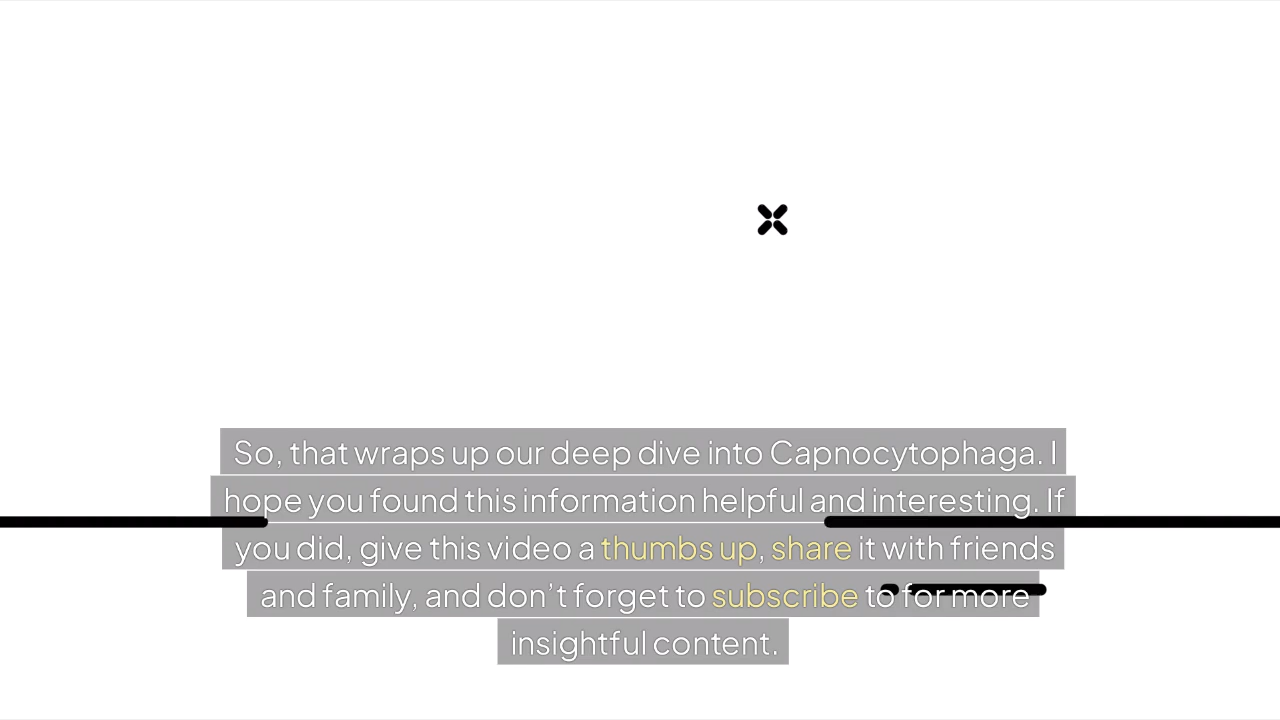 So, that wraps up our deep dive into Capnocytophaga. I
hope you found this information helpful and interesting. If
you did, give this video a thumbs up, share it with friends
and family, and don’t forget to subscribe to for more
insightful content.